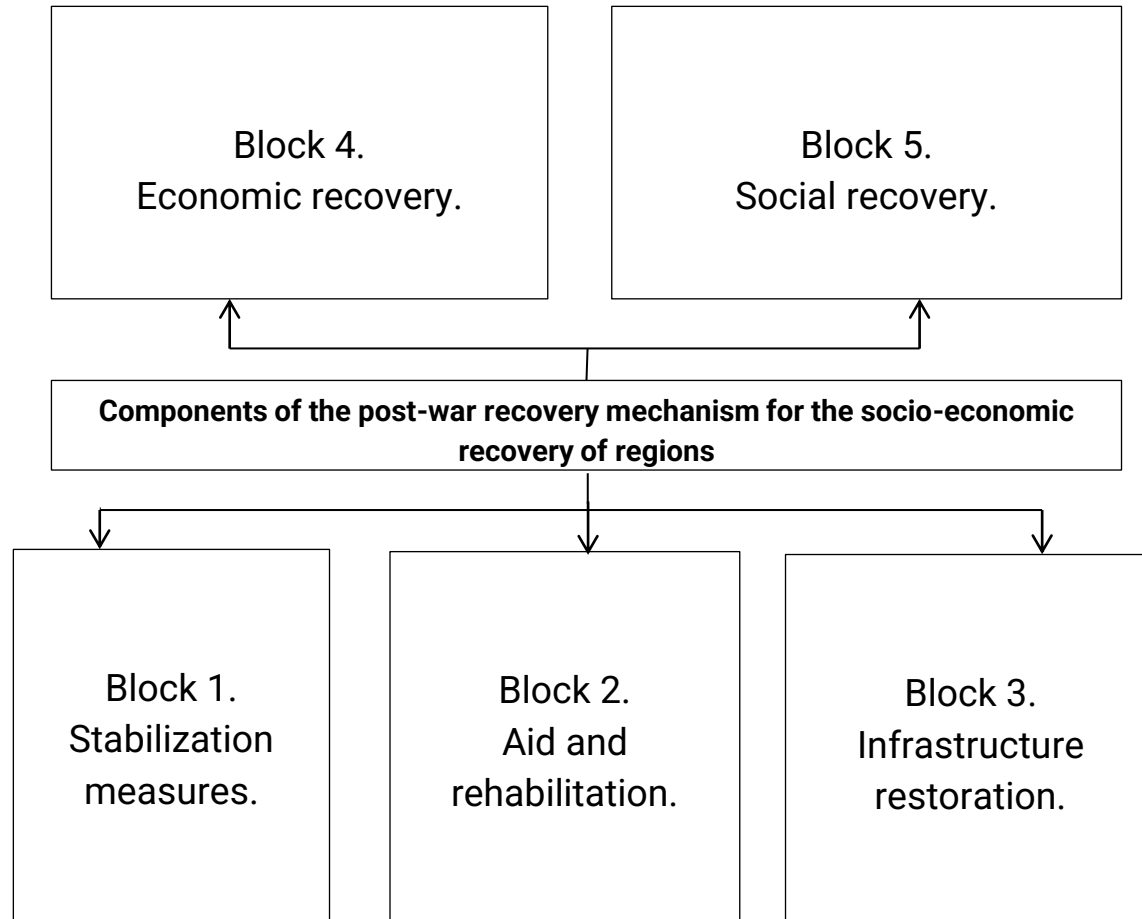 Block 4.
Economic recovery.
Block 5.
Social recovery.
Components of the post-war recovery mechanism for the socio-economic
recovery of regions
Block 1.
Stabilization
measures.
Block 2.
Aid and
rehabilitation.
Block 3.
Infrastructure
restoration.